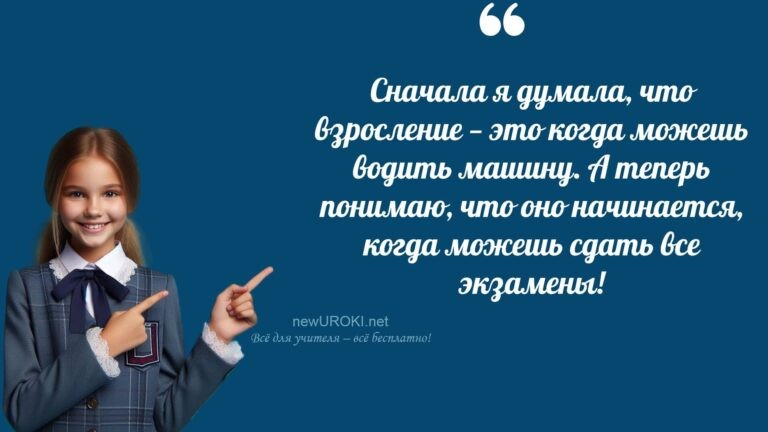 ❝
Сначала я думала, что
взросление – это когда можешь
водить машину. А теперь
понимаю, что оно начинается,
когда можешь сдать все
экзамены!
newUROKI.net
Всё для учителя – всё бесплатно!